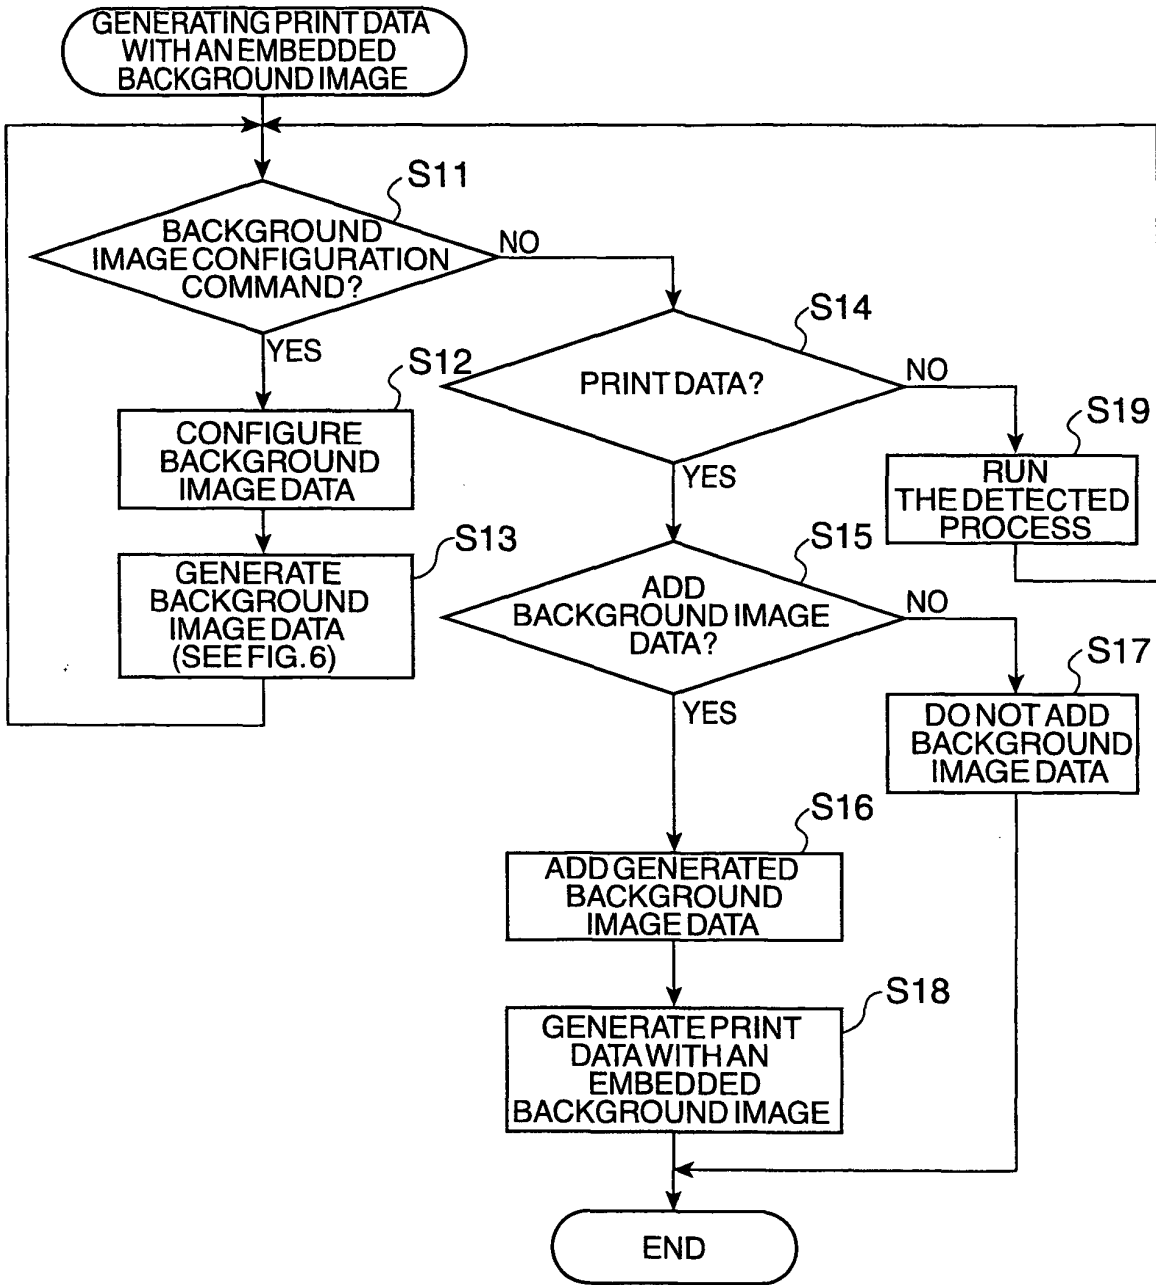 GENERATING PRINT DATA
WITH AN EMBEDDED
BACKGROUND IMAGE
S11
BACKGROUND
IMAGE CONFIGURATION
COMMAND?
NO
YES
S14
PRINT DATA?
NO
YES
S12
CONFIGURE
BACKGROUND
IMAGE DATA
S19
RUN
THE DETECTED
PROCESS
S13
GENERATE
BACKGROUND
IMAGE DATA
(SEE FIG. 6)
S15
ADD
BACKGROUND IMAGE
DATA?
NO
YES
S17
DO NOT ADD
BACKGROUND
IMAGE DATA
S16
ADD GENERATED
BACKGROUND
IMAGE DATA
S18
GENERATE PRINT
DATA WITH AN
EMBEDDED
BACKGROUND IMAGE
END